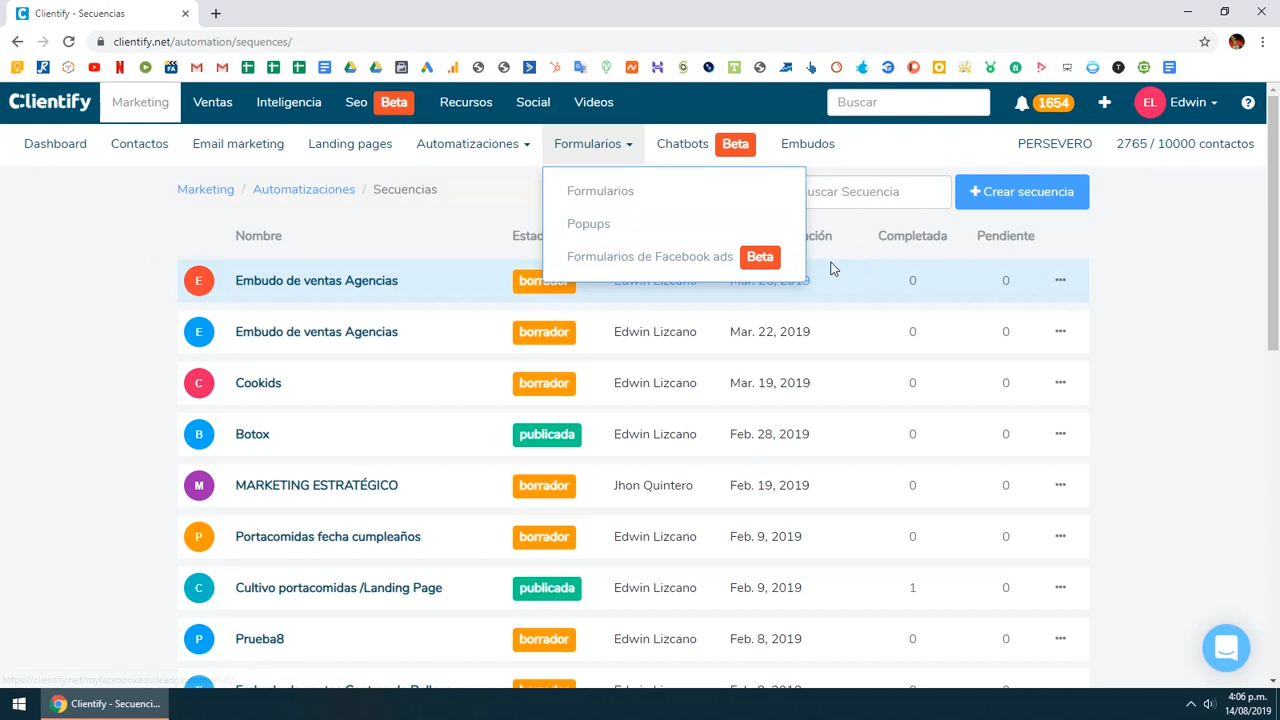 Clientify - Secuencias
clientify.net/automation/sequences/
Clientify Marketing Ventas Inteligencia Seo Beta Recursos Social Videos Buscar 1654 EL Edwin
Dashboard Contactos Email marketing Landing pages Automatizaciones Formularios Chatbots Beta Embudos PERSEVERO 2765 / 10000 contactos
Marketing / Automatizaciones / Secuencias
Formularios
Popups
Formularios de Facebook ads Beta
Secuencia Crear secuencia
Nombre Completada Pendiente
E Embudo de ventas Agencias borrador Edwin Lizcano 0 0
E Embudo de ventas Agencias borrador Edwin Lizcano Mar. 22, 2019 0 0
C Cookids borrador Edwin Lizcano Mar. 19, 2019 0 0
B Botox publicada Edwin Lizcano Feb. 28, 2019 0 0
M MARKETING ESTRATÉGICO borrador Jhon Quintero Feb. 19, 2019 0 0
P Portacomidas fecha cumpleaños borrador Edwin Lizcano Feb. 9, 2019 0 0
C Cultivo portacomidas /Landing Page publicada Edwin Lizcano Feb. 9, 2019 1 0
P Prueba8 borrador Edwin Lizcano Feb. 8, 2019 0 0
Clientify - Secuenci...
4:06 p.m.
14/08/2019